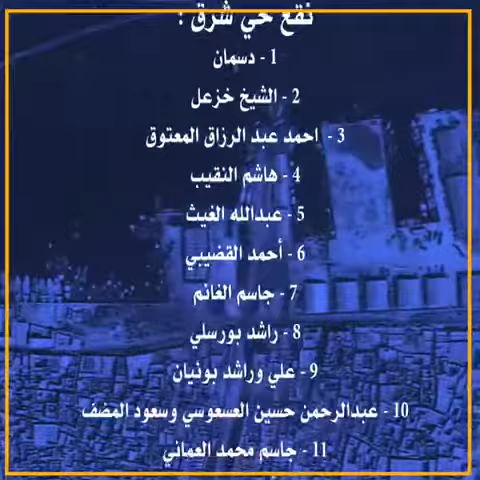 نقع حي شرق :
1 - دسمان
2 - الشيخ خزعل
3 - احمد عبد الرزاق المعتوق
4 - هاشم النقيب
5 - عبدالله الغيث
6 - أحمد القضيبي
7 - جاسم الغانم
8 - راشد بورسلي
9 - علي وراشد بونيان
10 - عبدالرحمن حسين العسعوسي وسعود المضف
11 - جاسم محمد العماني